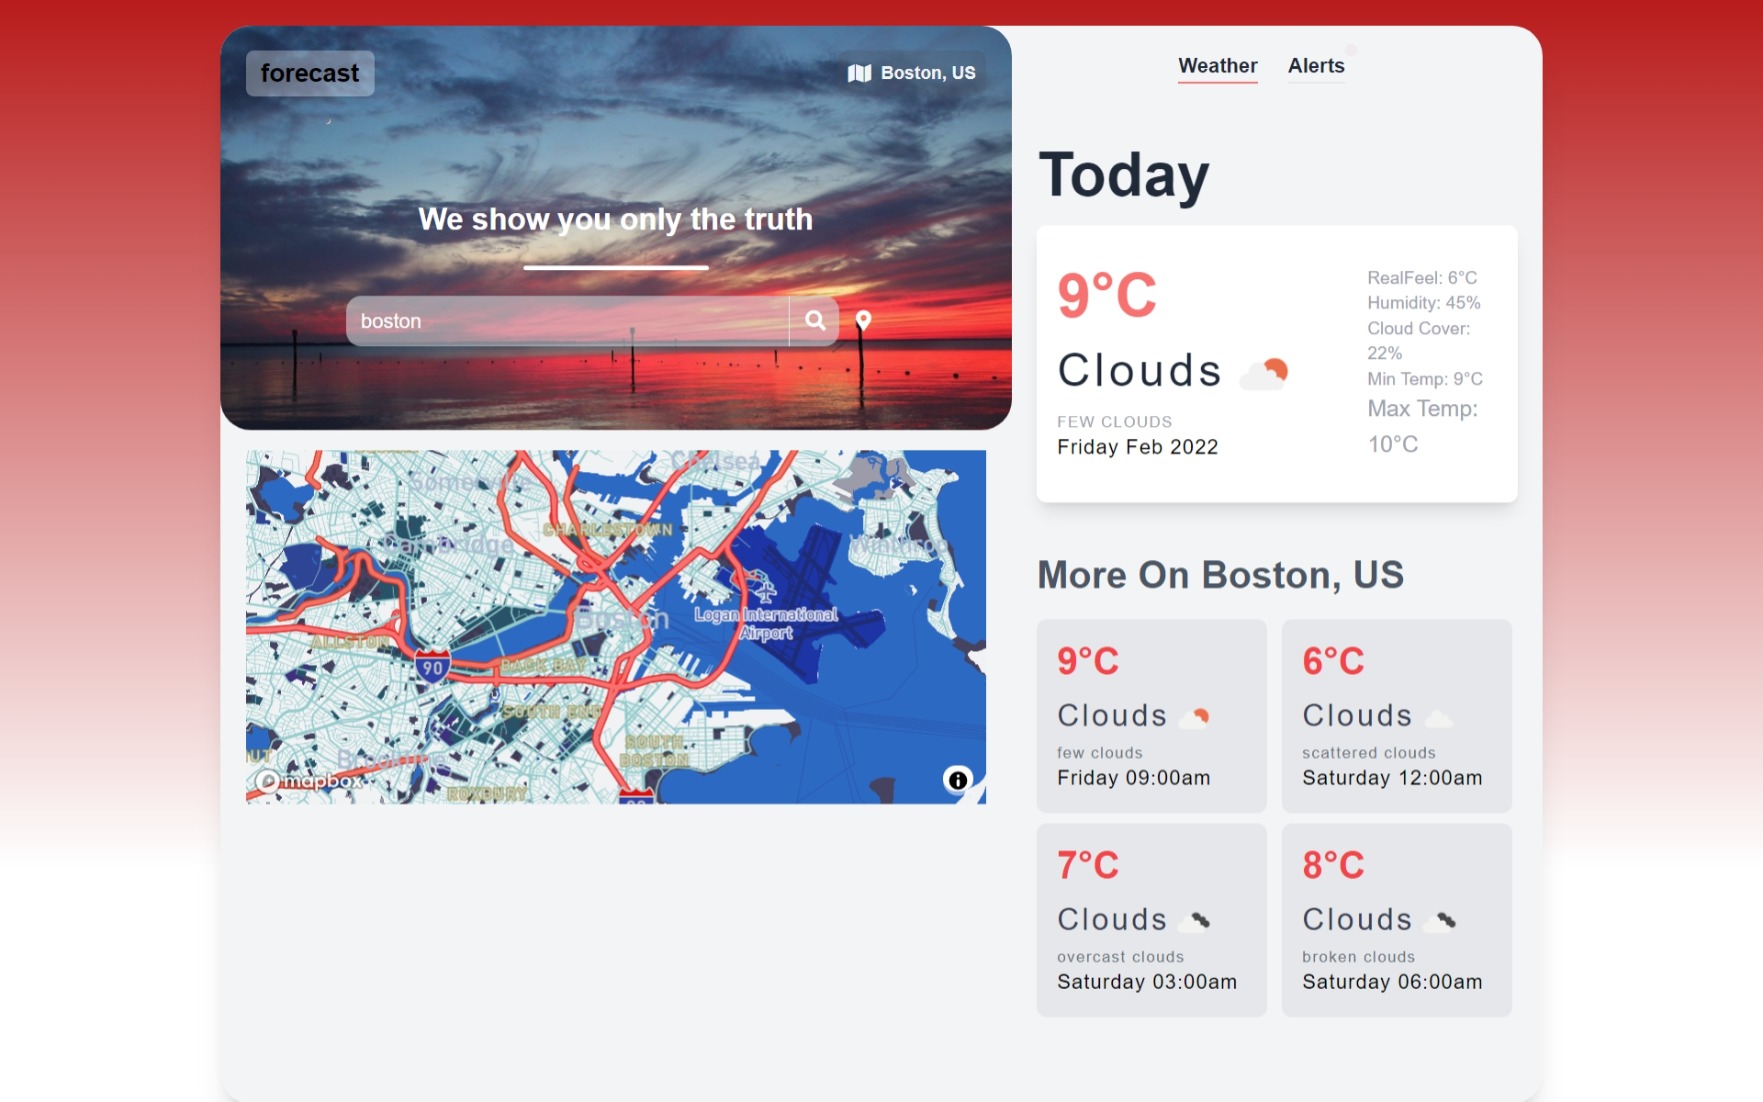 forecast
Boston, US
We show you only the truth
boston
Weather
Alerts
Today
9°C
Clouds
FEW CLOUDS
Friday Feb 2022
RealFeel: 6°C
Humidity: 45%
Cloud Cover:
22%
Min Temp: 9°C
Max Temp:
10°C
Chelsea
Somerville
CHARLESTOWN
Cambridge
Winthrop
Boston
Logan International
Airport
ALLSTON
90
BACK BAY
SOUTH END
SOUTH
BOSTON
Brookline
mapbox
ROXBURY
More On Boston, US
9°C
Clouds
few clouds
Friday 09:00am
6°C
Clouds
scattered clouds
Saturday 12:00am
7°C
Clouds
overcast clouds
Saturday 03:00am
8°C
Clouds
broken clouds
Saturday 06:00am